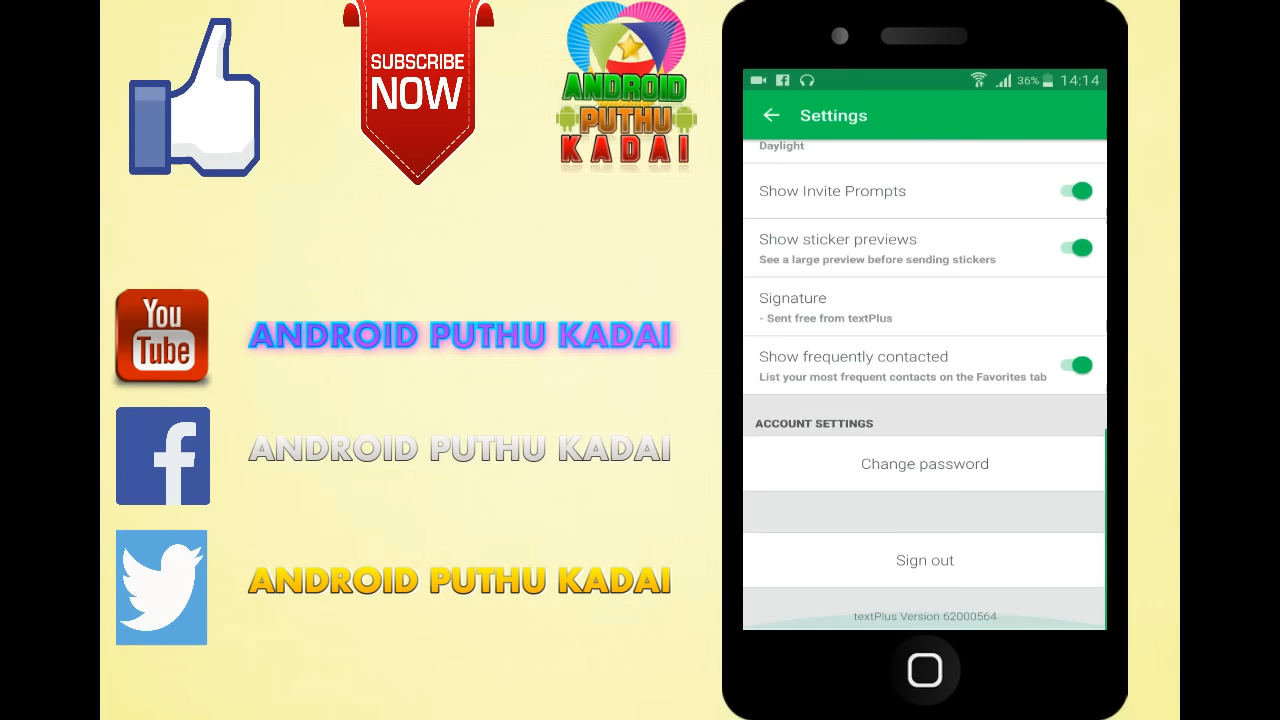 SUBSCRIBE
NOW
ANDROID
PUTHU
KADAI
You
Tube
ANDROID PUTHU KADAI
f
ANDROID PUTHU KADAI
ANDROID PUTHU KADAI
36% 14:14
Settings
Daylight
Show Invite Prompts
Show sticker previews
See a large preview before sending stickers
Signature
- Sent free from textPlus
Show frequently contacted
List your most frequent contacts on the Favorites tab
ACCOUNT SETTINGS
Change password
Sign out
textPlus Version 62000564